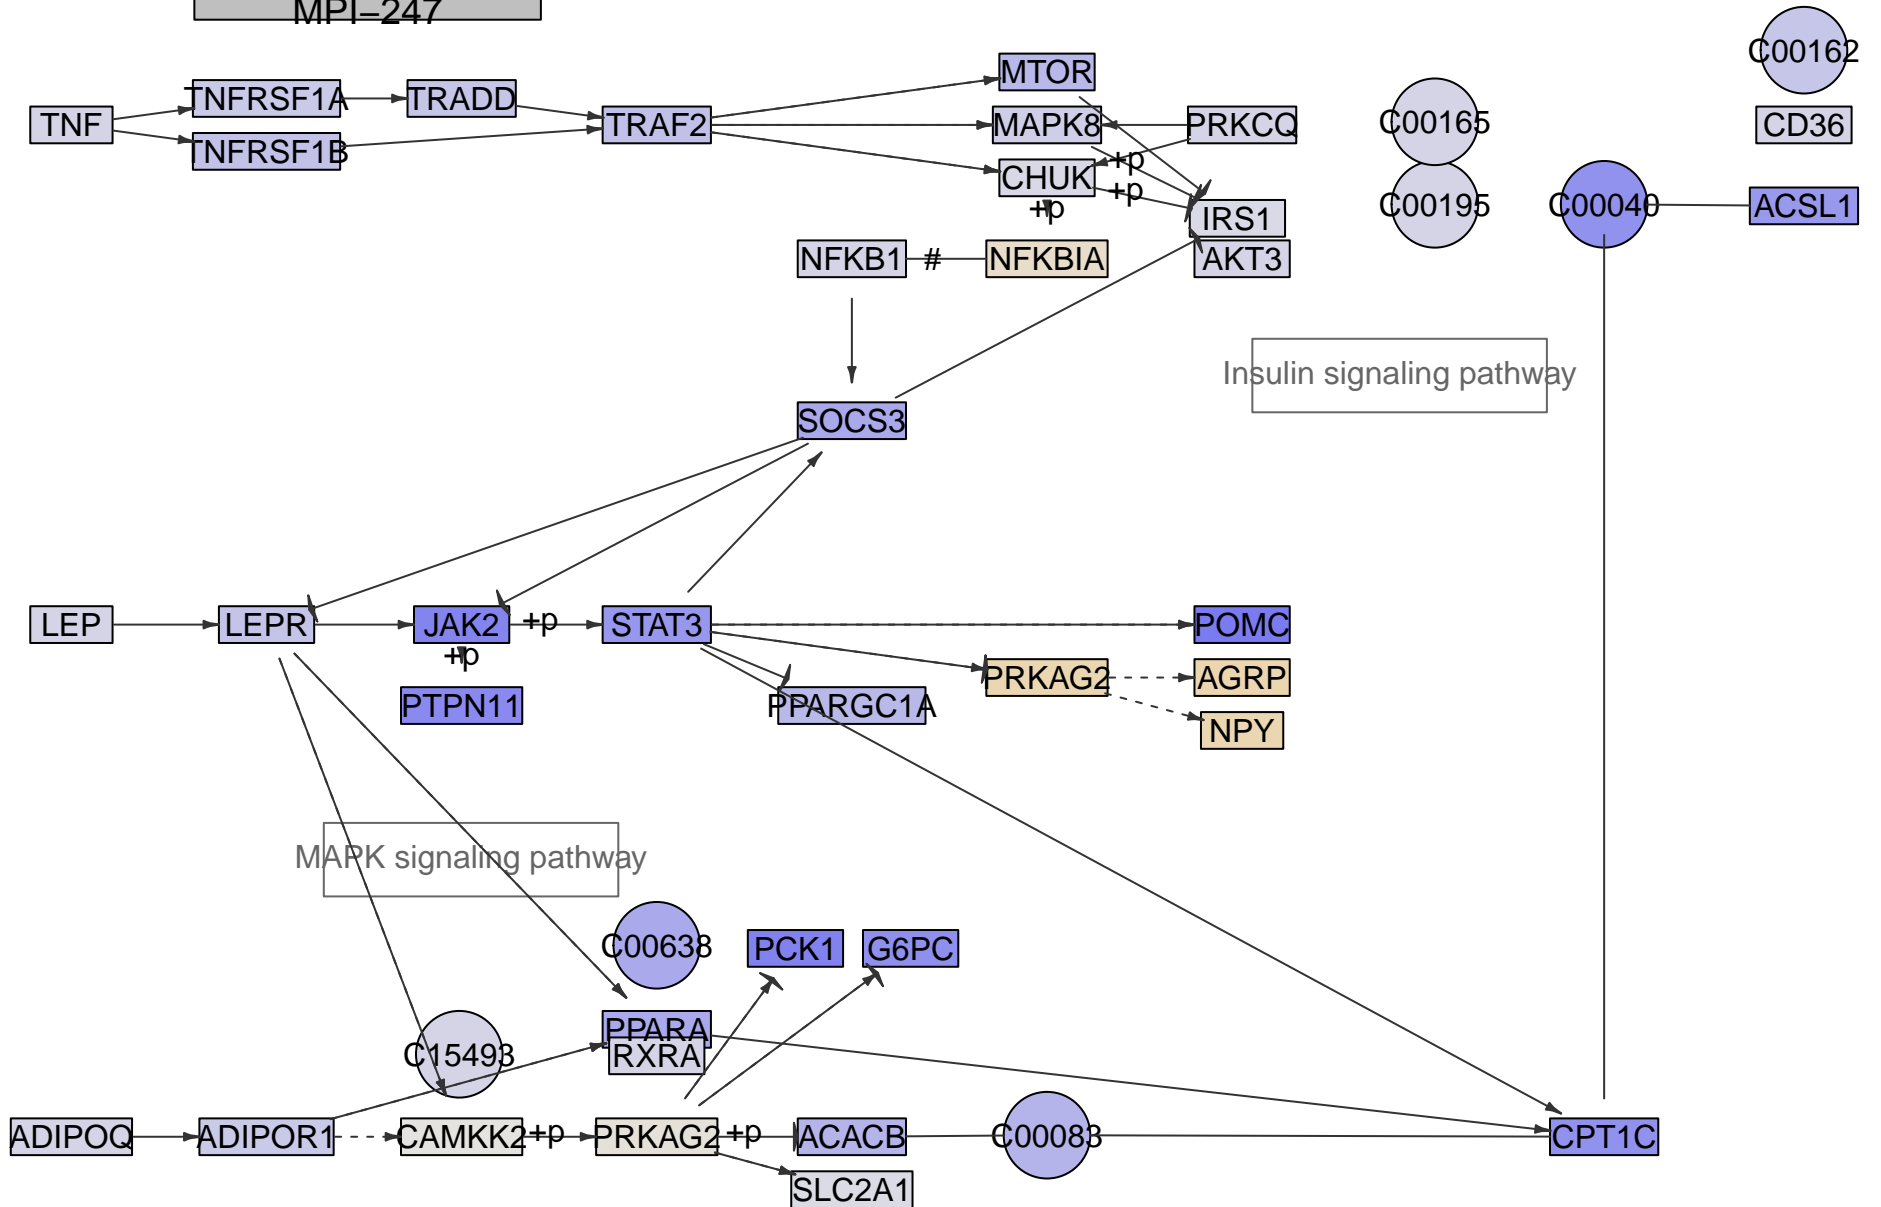 MPI−247
C00162
TNFRSF1A
TRADD
MTOR
TNF
TRAF2
MAPK8
PRKCQ
C00165
CD36
TNFRSF1B
+p
CHUK
+p
+p
IRS1
C00195
C00040
ACSL1
NFKB1
#
NFKBIA
AKT3
Insulin signaling pathway
SOCS3
LEP
LEPR
JAK2
+p
STAT3
POMC
+p
PRKAG2
AGRP
PTPN11
PPARGC1A
NPY
MAPK signaling pathway
C00638
PCK1
G6PC
PPARA
C15493
RXRA
ADIPOQ
ADIPOR1
CAMKK2
+p
PRKAG2
+p
ACACB
C00083
CPT1C
SLC2A1